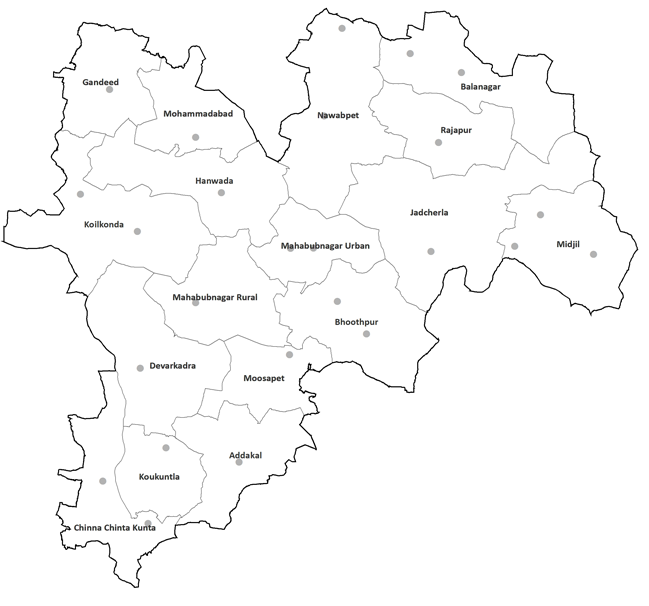 Gandeed
Balanagar
Mohammadabad
Nawabpet
Rajapur
Hanwada
Jadcherla
Koilkonda
Mahabubnagar Urban
Midjil
Mahabubnagar Rural
Bhoothpur
Devarkadra
Moosapet
Addakal
Koukuntla
Chinna Chinta Kunta